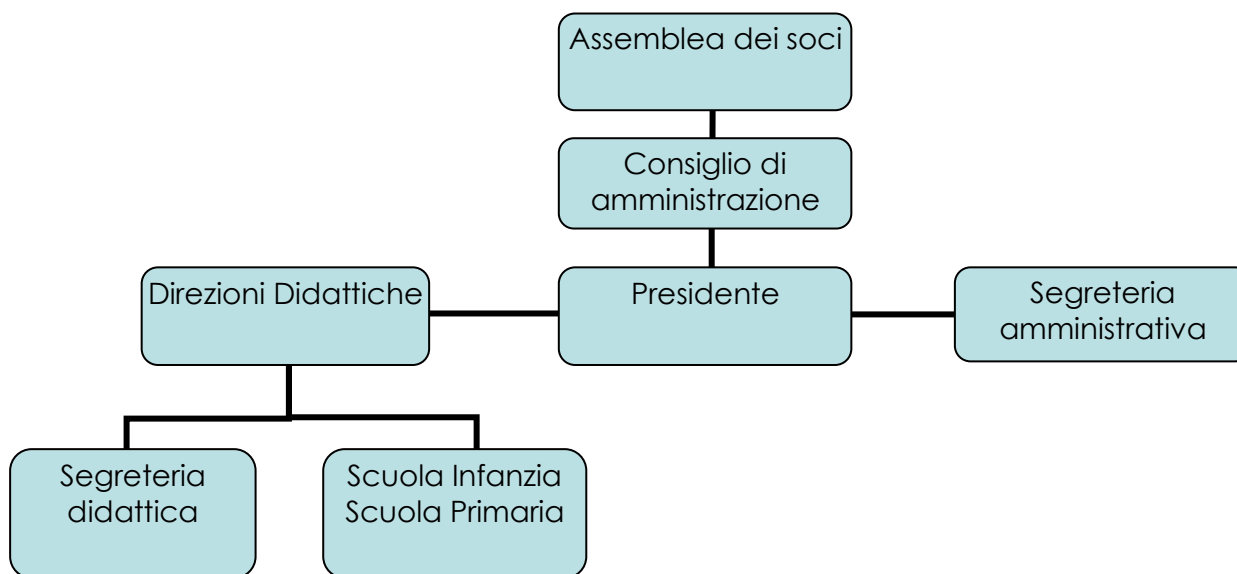 Assemblea dei soci
Consiglio di
amministrazione
Direzioni Didattiche
Presidente
Segreteria
amministrativa
Segreteria
didattica
Scuola Infanzia
Scuola Primaria